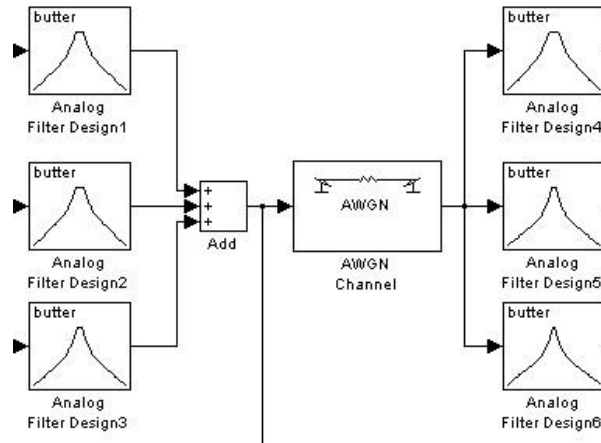 butter
Analog
Filter Design1
butter
Analog
Filter Design2
butter
Analog
Filter Design3
+
+
+
Add
AWGN
AWGN
Channel
butter
Analog
Filter Design4
butter
Analog
Filter Design5
butter
Analog
Filter Design6